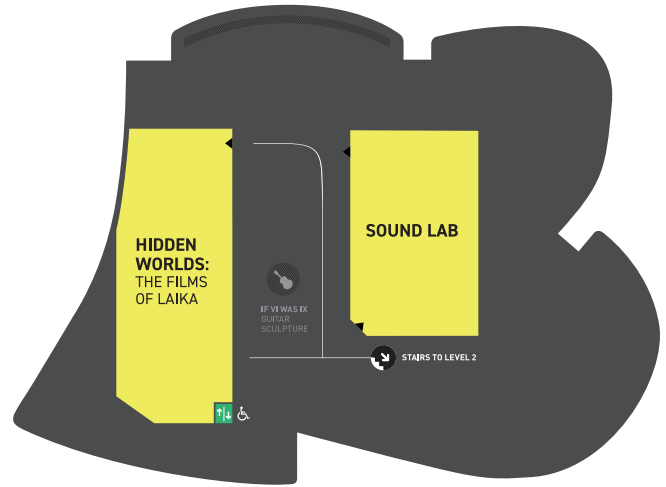 HIDDEN
WORLDS:
THE FILMS
OF LAIKA
SOUND LAB
IF VI WAS IX
GUITAR
SCULPTURE
STAIRS TO LEVEL 2